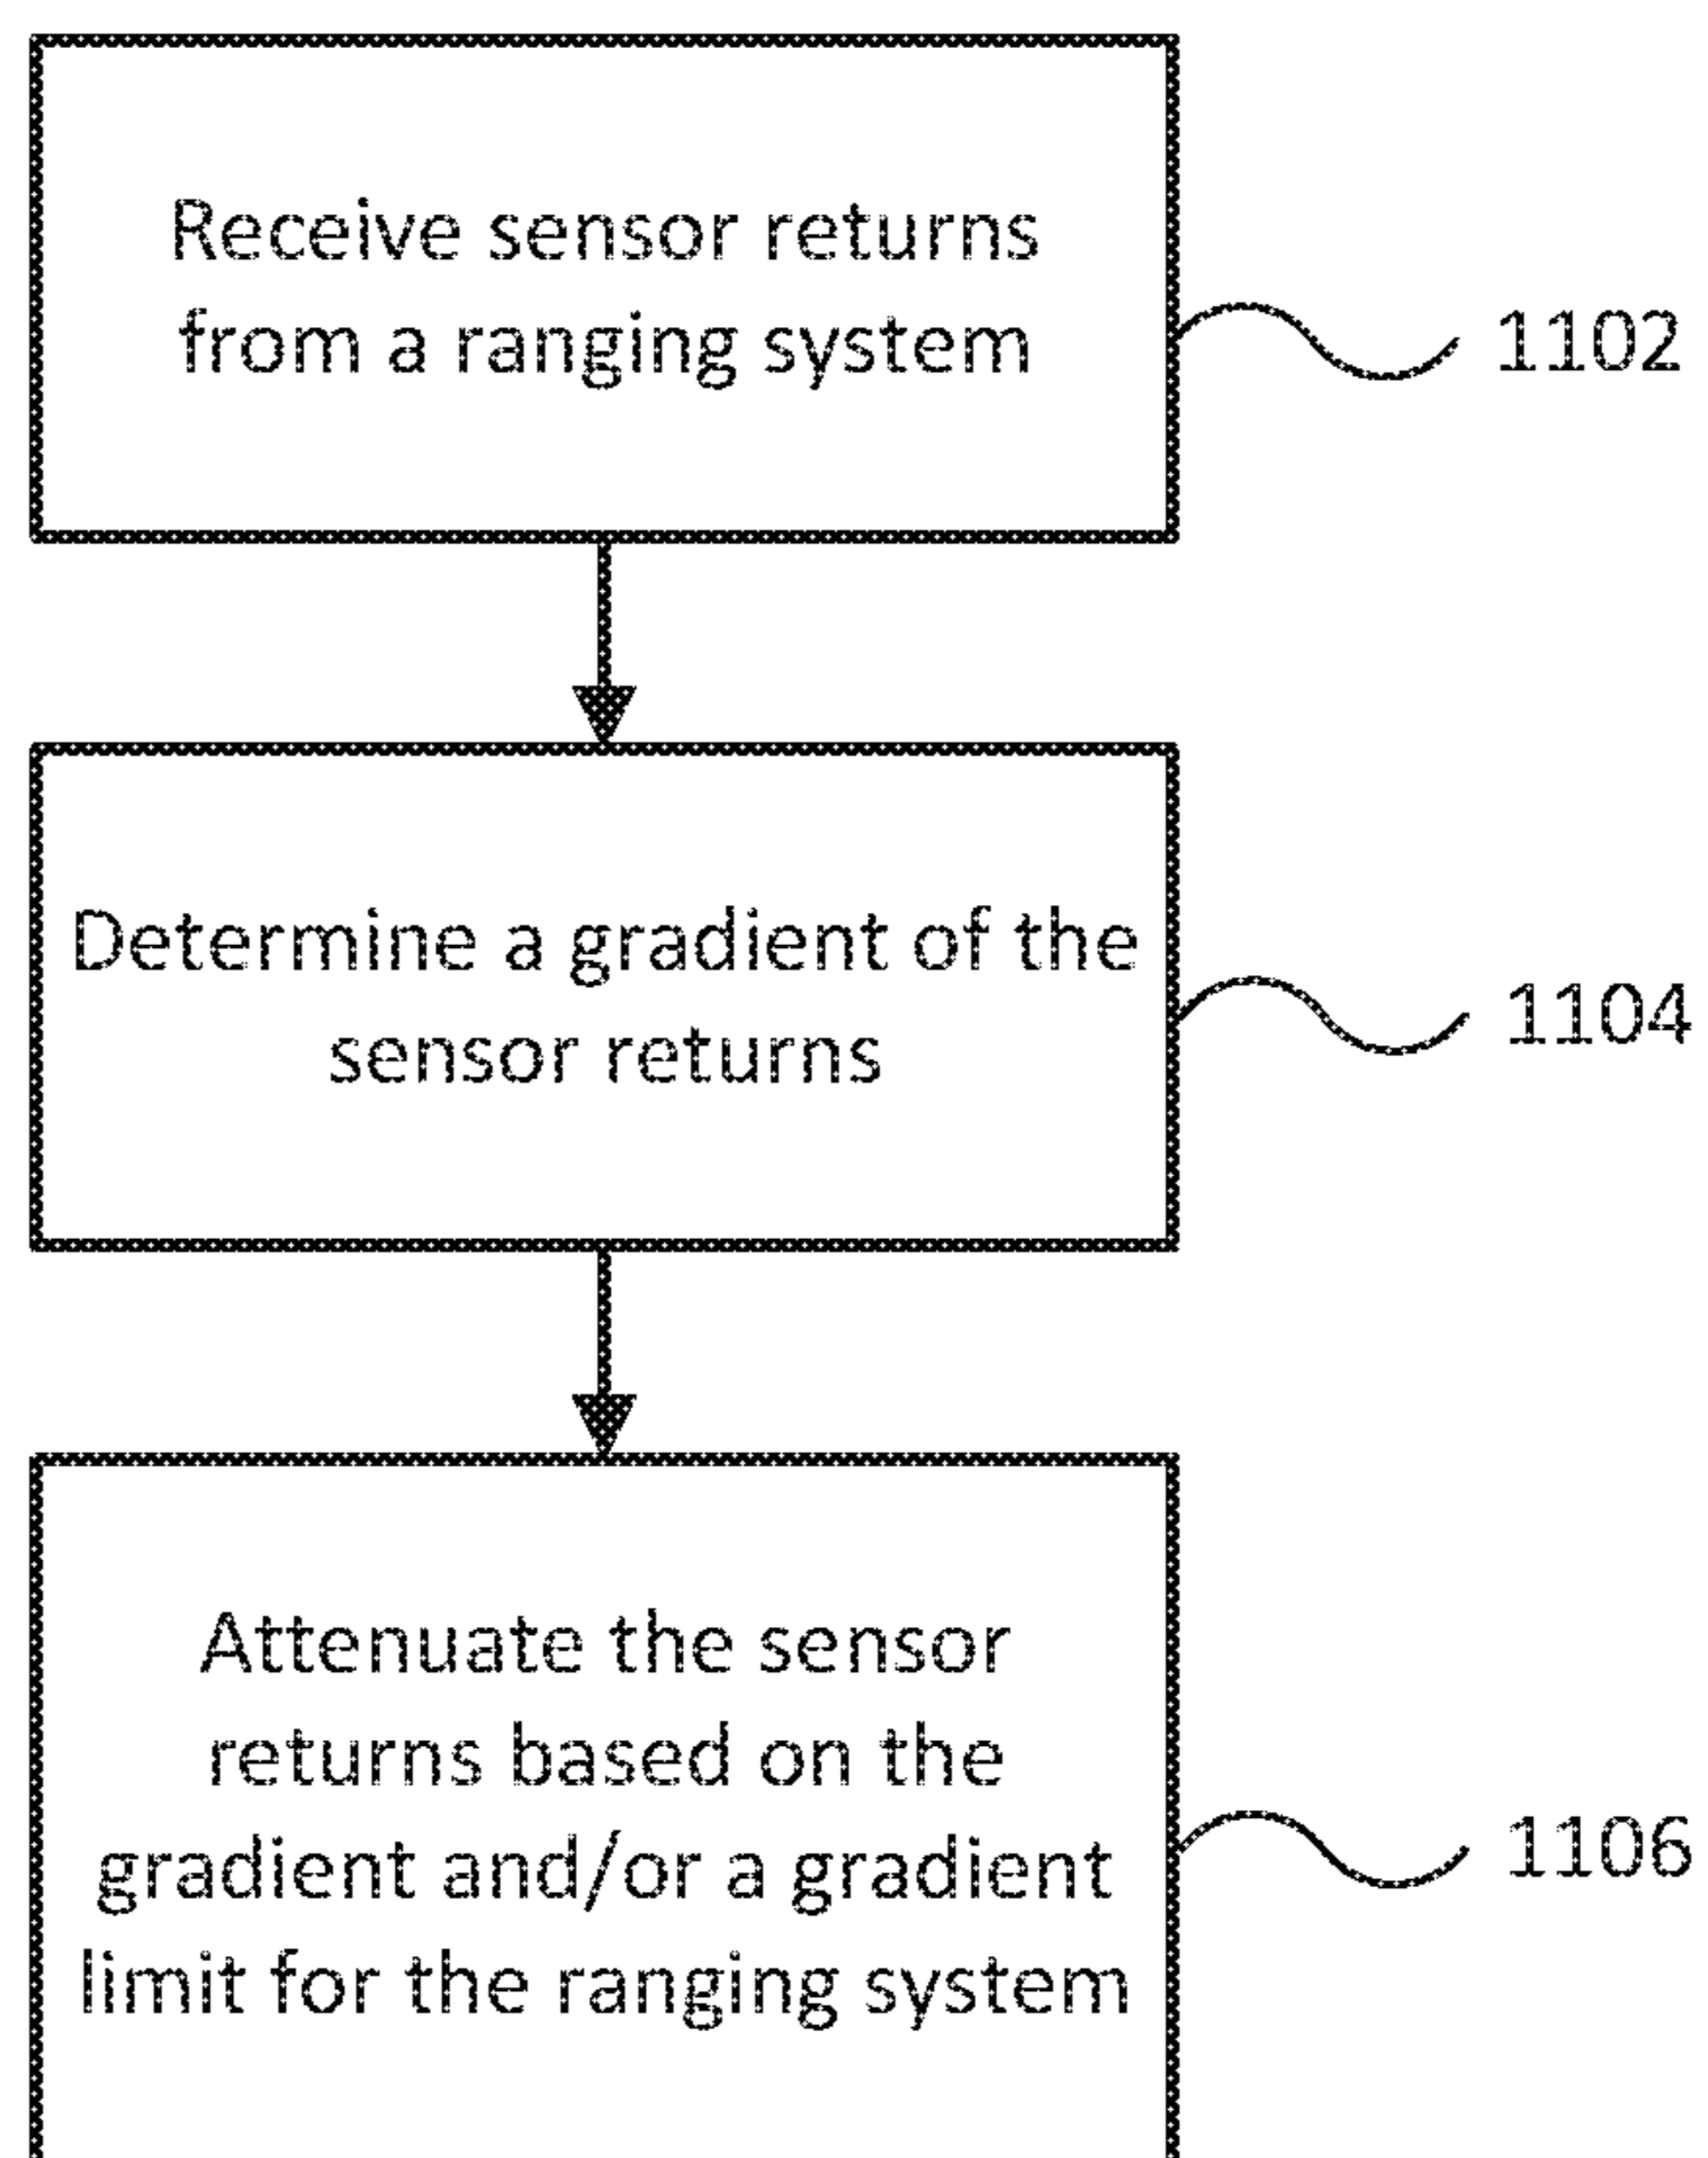 Receive sensor returns
from a ranging system
1102
Determine a gradient of the
sensor returns
1104
Attenuate the sensor
returns based on the
gradient and/or a gradient
limit for the ranging system
1106